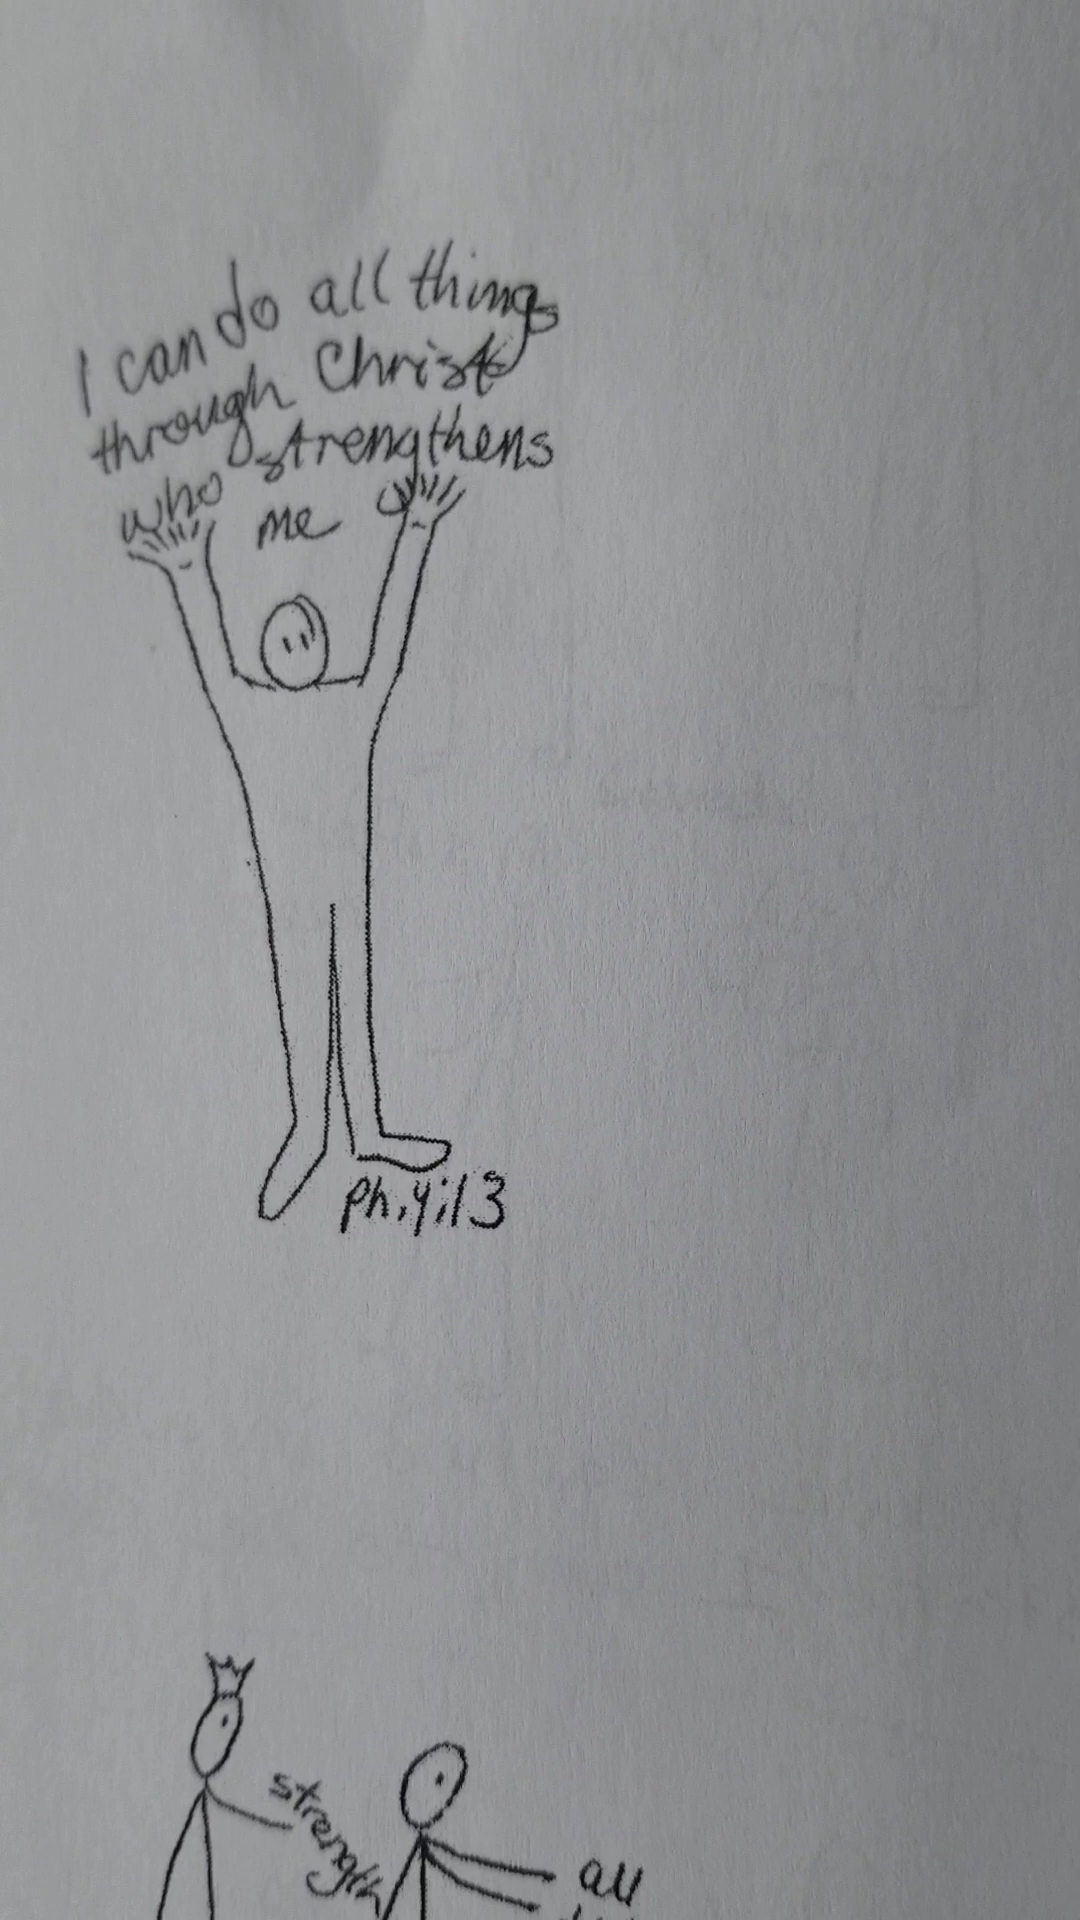 I can do all things
through Christ
who strengthens
me
ph.4:13
strength
all